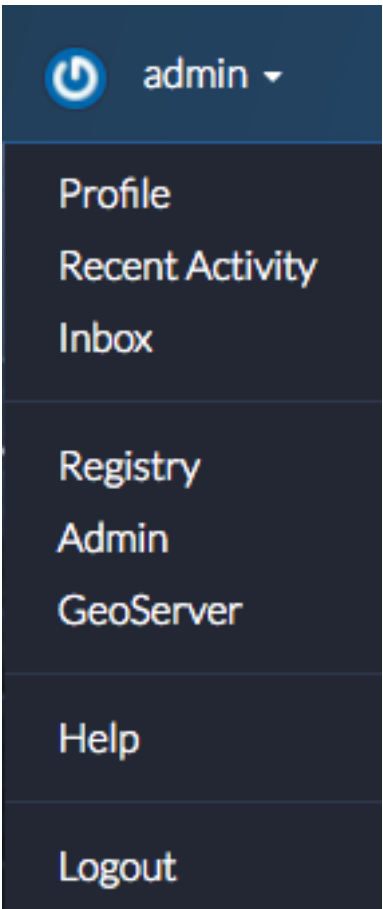 admin
Profile
Recent Activity
Inbox
Registry
Admin
GeoServer
Help
Logout